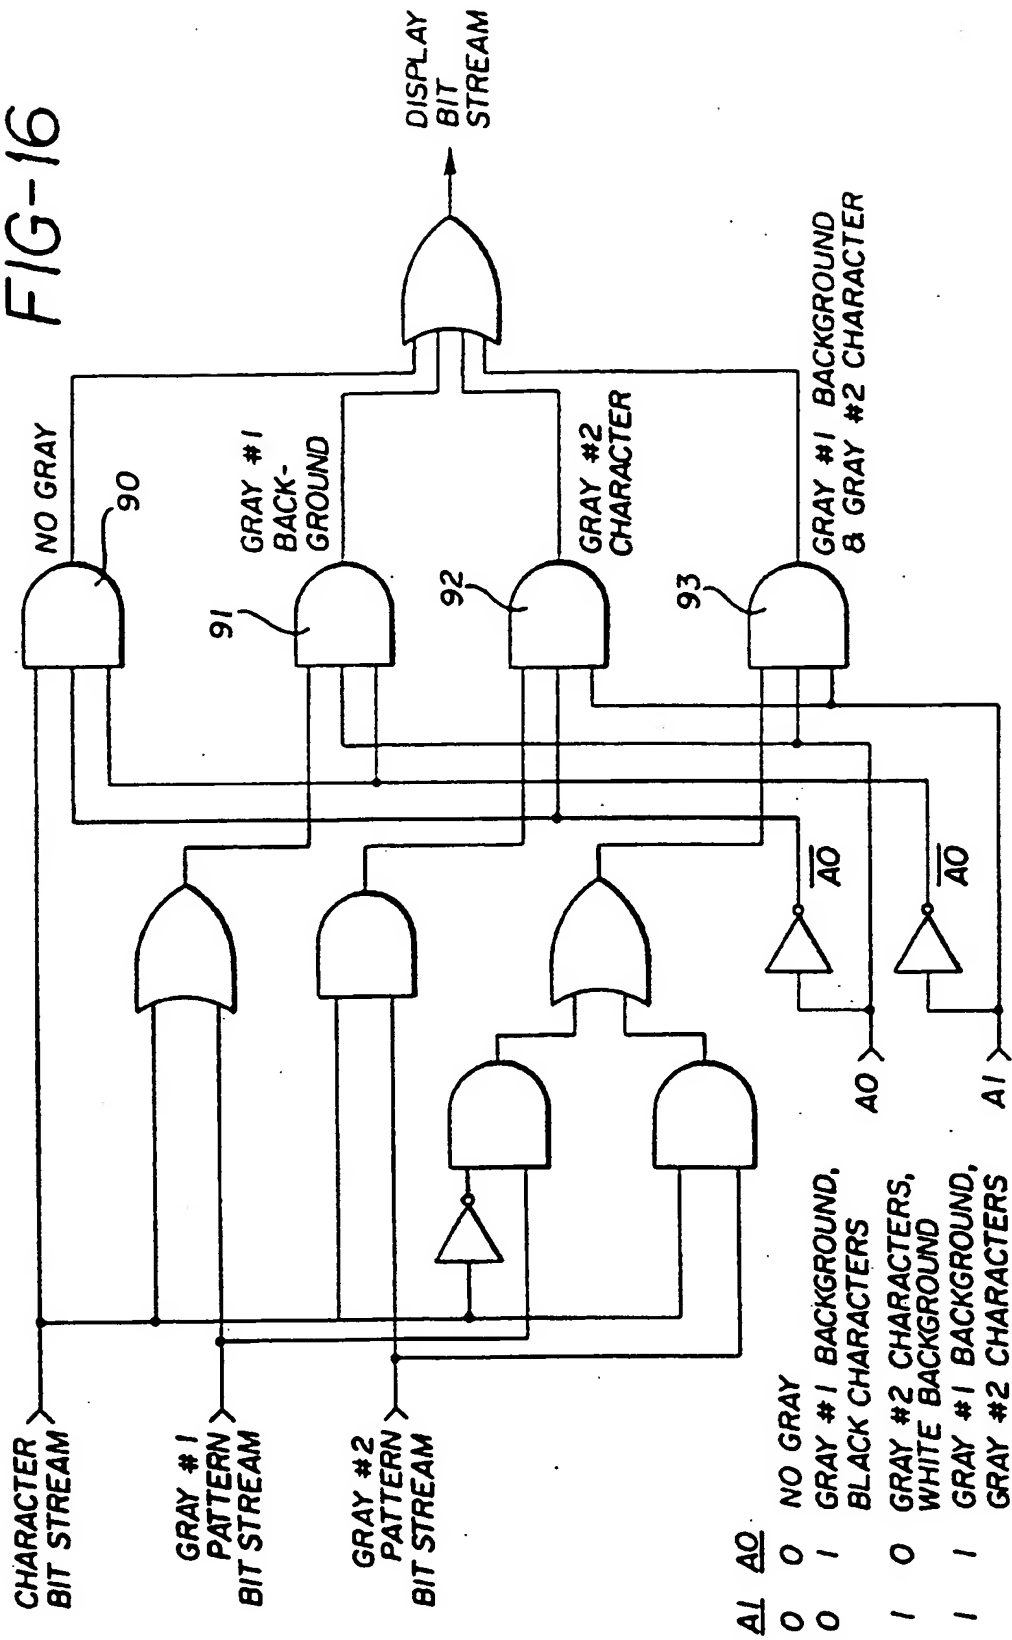 FIG-16
CHARACTER
BIT STREAM
GRAY #1
PATTERN
BIT STREAM
GRAY #2
PATTERN
BIT STREAM
NO GRAY
90
GRAY #1
BACK-
GROUND
91
GRAY #2
CHARACTER
92
GRAY #1 BACKGROUND
& GRAY #2 CHARACTER
93
DISPLAY
BIT
STREAM
A0
A0
A1
A0
A1 A0
0 0 NO GRAY
0 1 GRAY #1 BACKGROUND,
BLACK CHARACTERS
1 0 GRAY #2 CHARACTERS,
WHITE BACKGROUND
1 1 GRAY #1 BACKGROUND,
GRAY #2 CHARACTERS